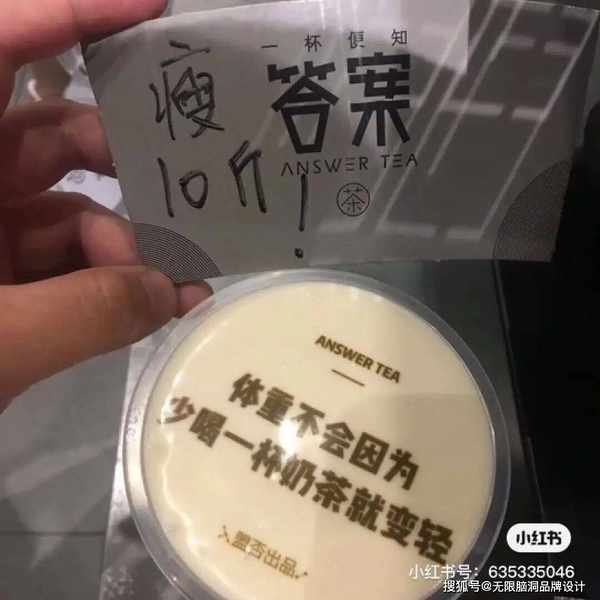 一杯便知
答案
ANSWER TEA
茶
瘦
10斤!
ANSWER TEA
体重不会因为
少喝一杯奶茶就变轻
出品
小红书
小红书号：635335046
搜狐号@无限脑洞品牌设计